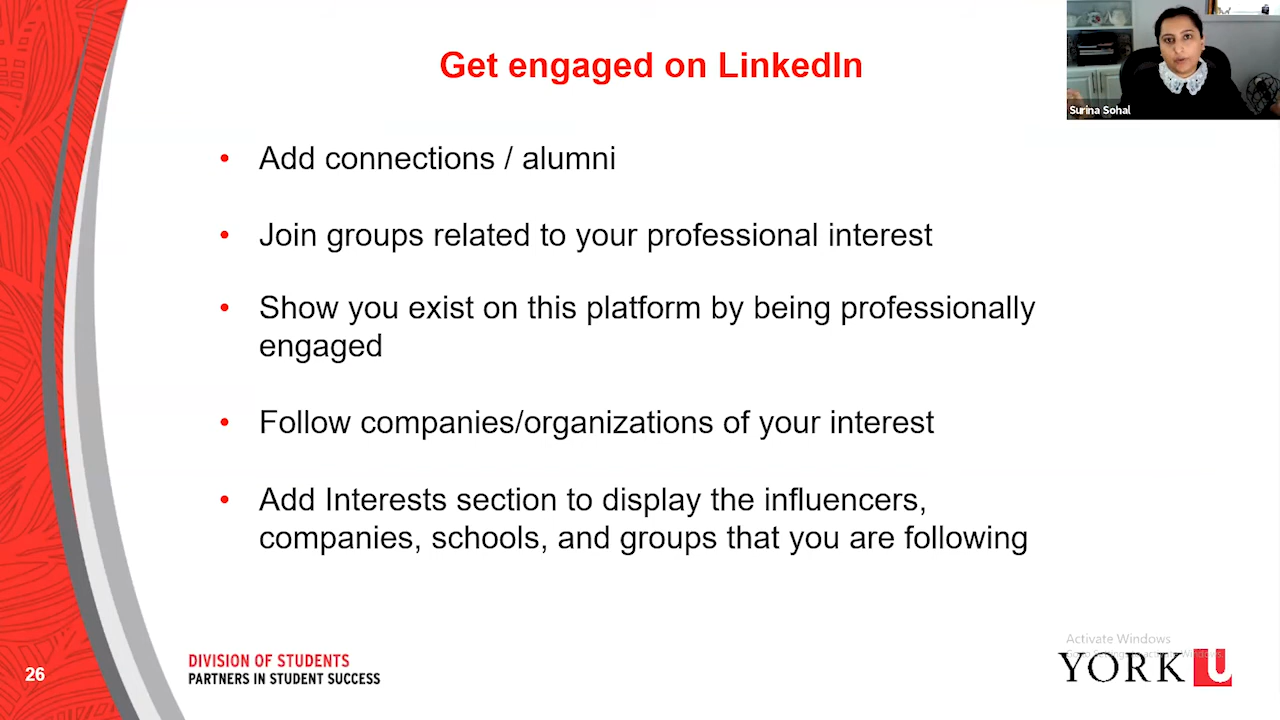 Get engaged on LinkedIn
Surina Sohal
• Add connections / alumni
• Join groups related to your professional interest
• Show you exist on this platform by being professionally
engaged
• Follow companies/organizations of your interest
• Add Interests section to display the influencers,
companies, schools, and groups that you are following
Activate Windows
YORK U
DIVISION OF STUDENTS
PARTNERS IN STUDENT SUCCESS
26